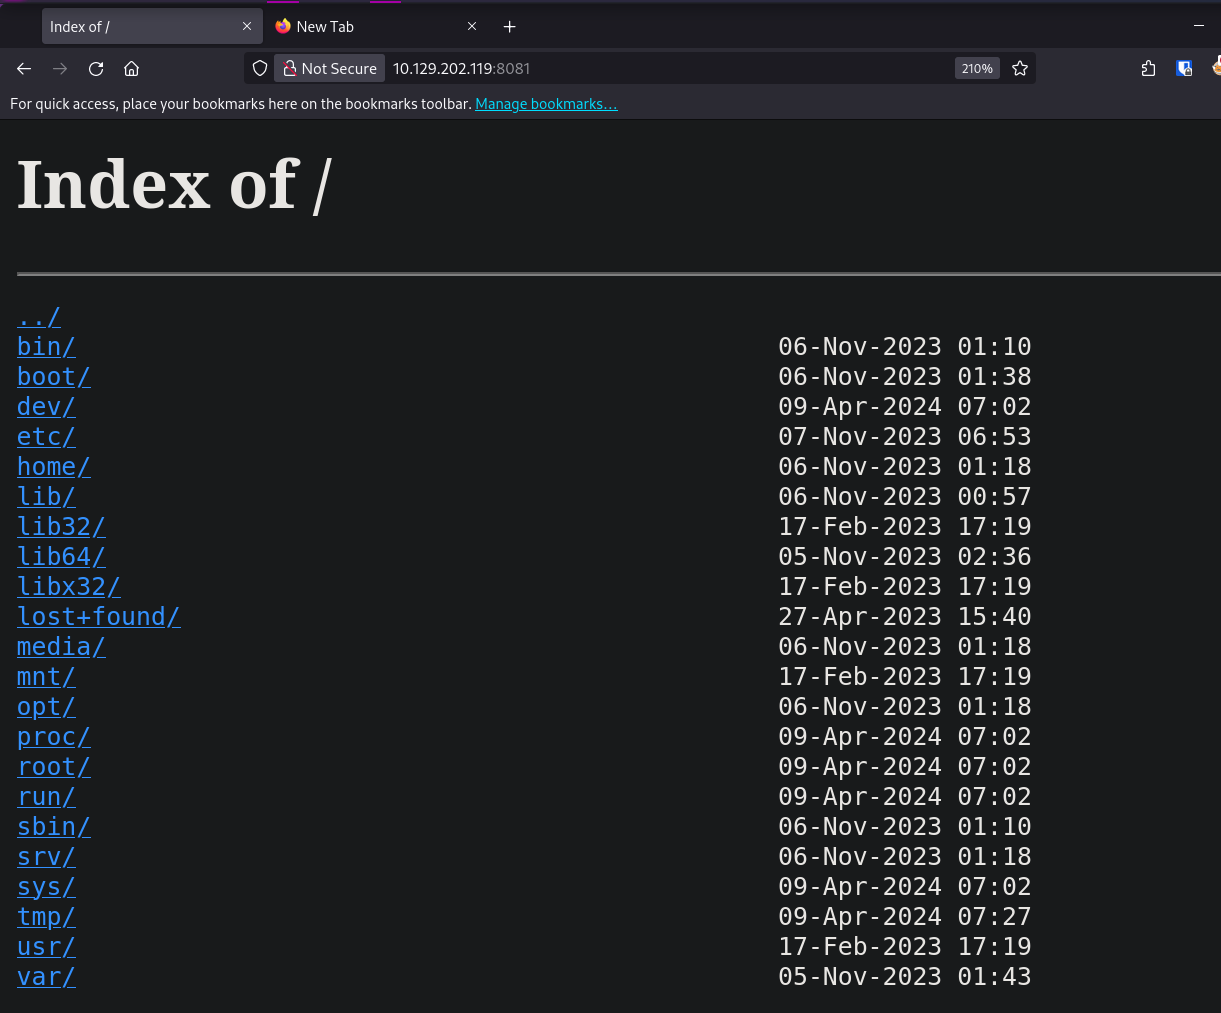 Index of /
New Tab
Not Secure 10.129.202.119:8081 210%
For quick access, place your bookmarks here on the bookmarks toolbar. Manage bookmarks…
Index of /
../
bin/ 06-Nov-2023 01:10
boot/ 06-Nov-2023 01:38
dev/ 09-Apr-2024 07:02
etc/ 07-Nov-2023 06:53
home/ 06-Nov-2023 01:18
lib/ 06-Nov-2023 00:57
lib32/ 17-Feb-2023 17:19
lib64/ 05-Nov-2023 02:36
libx32/ 17-Feb-2023 17:19
lost+found/ 27-Apr-2023 15:40
media/ 06-Nov-2023 01:18
mnt/ 17-Feb-2023 17:19
opt/ 06-Nov-2023 01:18
proc/ 09-Apr-2024 07:02
root/ 09-Apr-2024 07:02
run/ 09-Apr-2024 07:02
sbin/ 06-Nov-2023 01:10
srv/ 06-Nov-2023 01:18
sys/ 09-Apr-2024 07:02
tmp/ 09-Apr-2024 07:27
usr/ 17-Feb-2023 17:19
var/ 05-Nov-2023 01:43